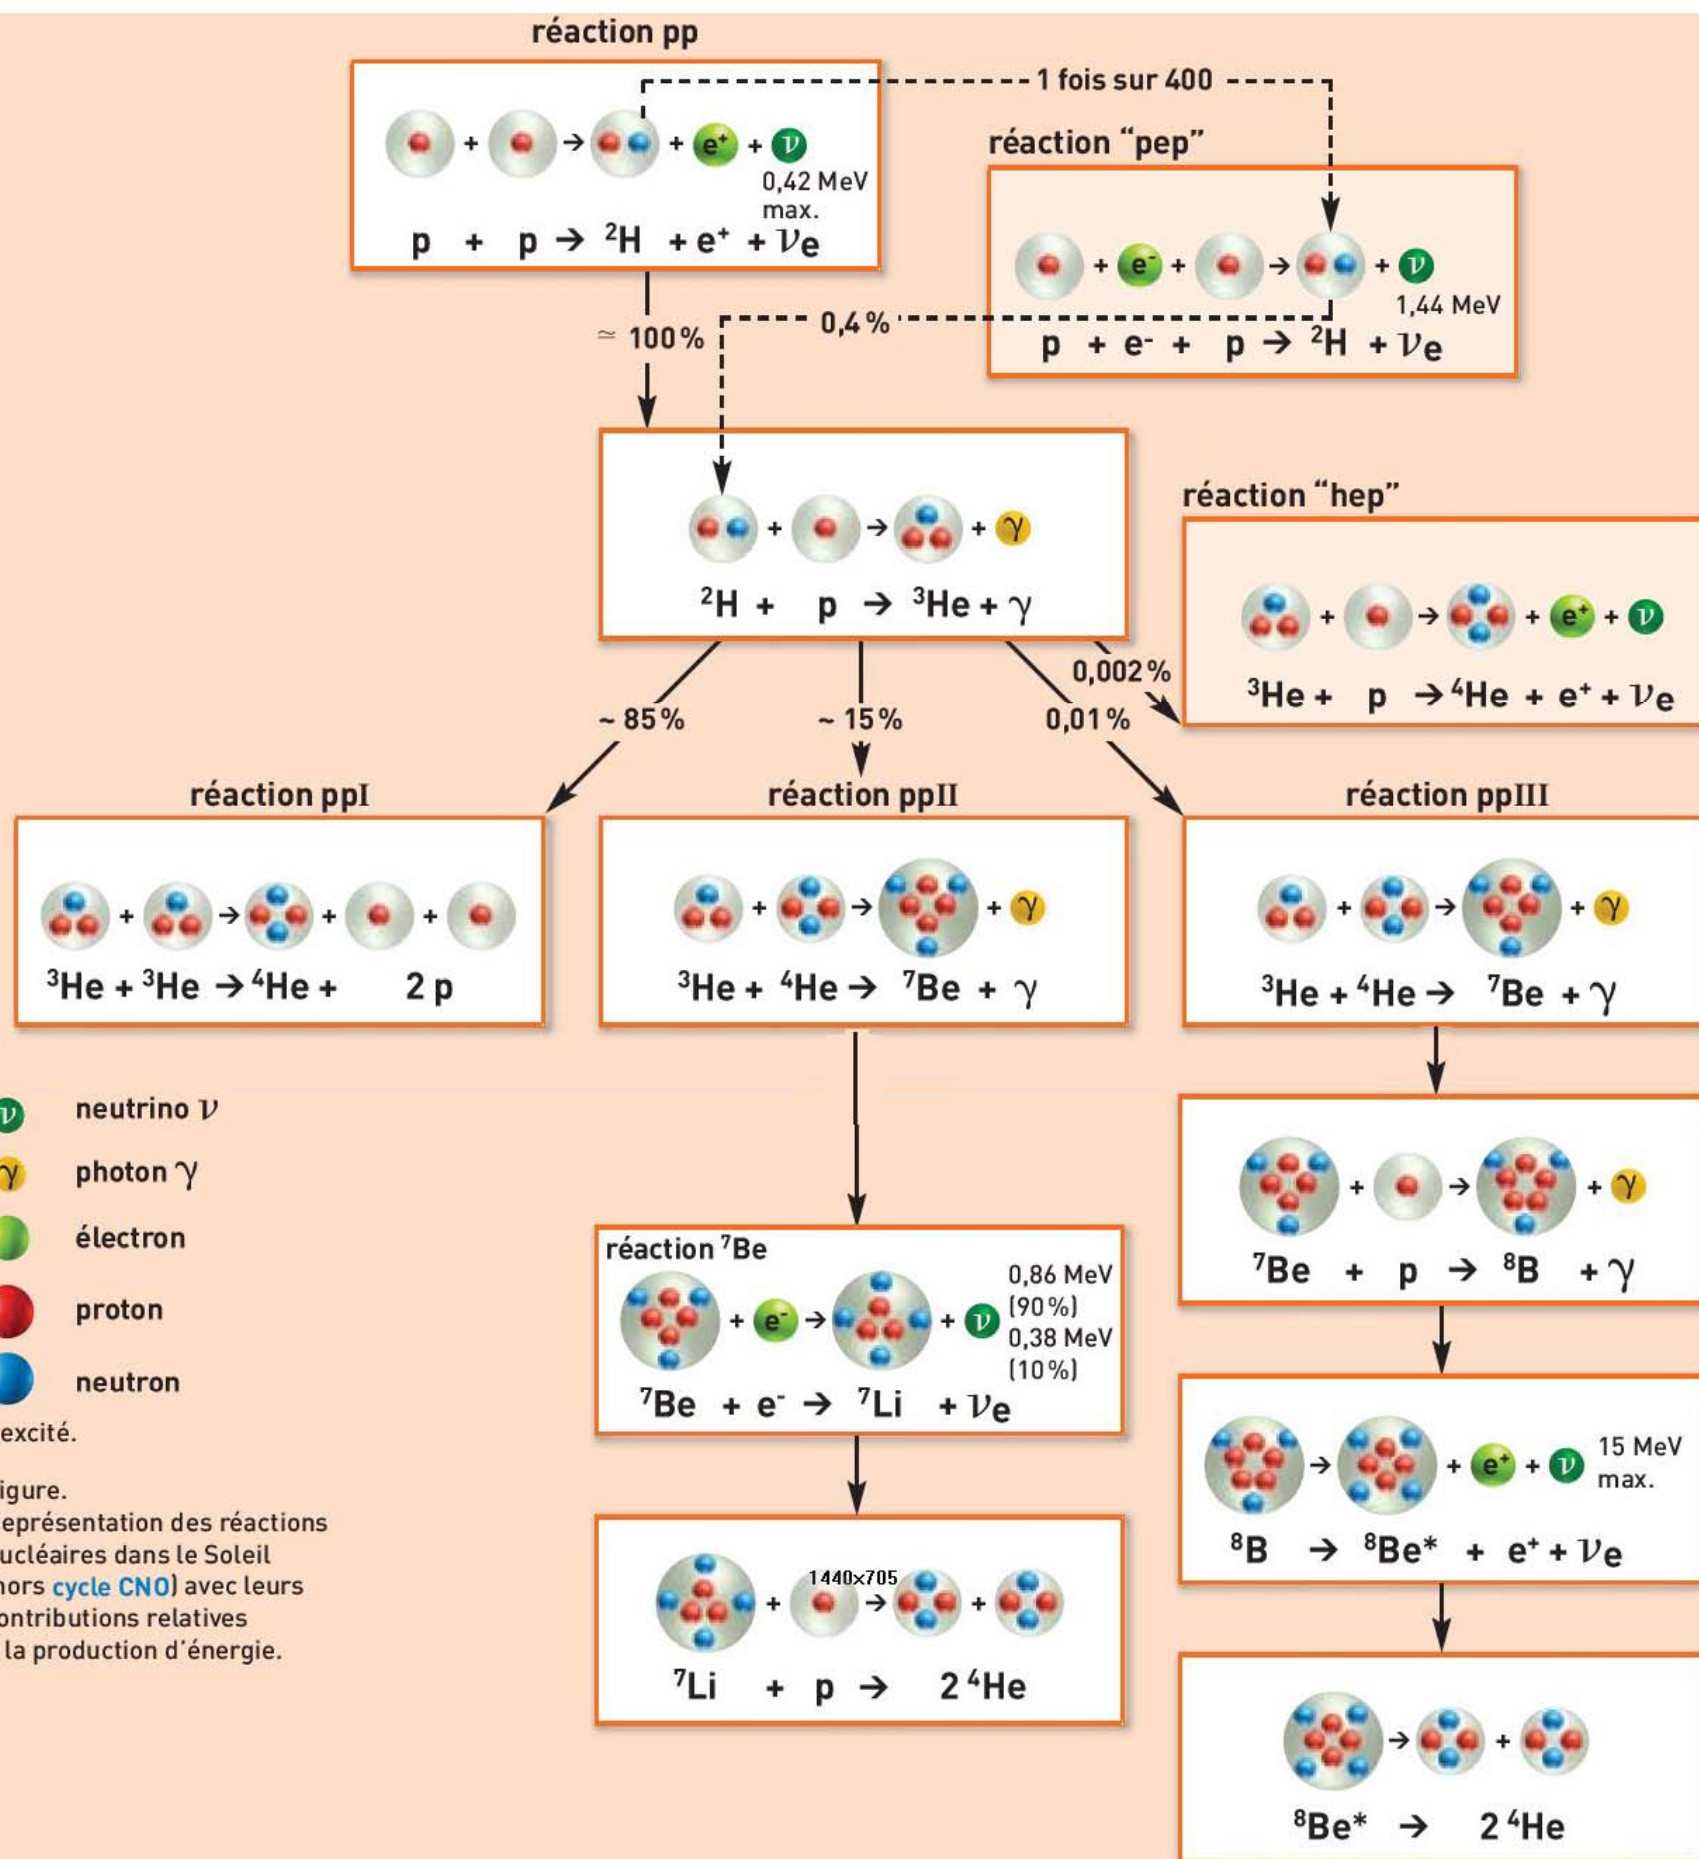 réaction pp
1 fois sur 400
+ → + e⁺ + ν
0,42 MeV
max.
p + p → ²H + e⁺ + νe
réaction “pep”
+ e⁻ + → + ν
1,44 MeV
p + e⁻ + p → ²H + νe
≃ 100 %
0,4 %
+ → + γ
²H + p → ³He + γ
réaction “hep”
+ → + e⁺ + ν
³He + p → ⁴He + e⁺ + νe
~ 85 %
~ 15 %
0,01 %
0,002 %
réaction ppI
+ → + +
³He + ³He → ⁴He + 2 p
réaction ppII
+ → + γ
³He + ⁴He → ⁷Be + γ
réaction ppIII
+ → + γ
³He + ⁴He → ⁷Be + γ
réaction ⁷Be
+ e⁻ → + ν
0,86 MeV
(90 %)
0,38 MeV
(10 %)
⁷Be + e⁻ → ⁷Li + νe
1440×705
+ → +
⁷Li + p → 2 ⁴He
+ → + γ
⁷Be + p → ⁸B + γ
→ + e⁺ + ν
15 MeV
max.
⁸B → ⁸Be* + e⁺ + νe
→ +
⁸Be* → 2 ⁴He
ν neutrino ν
γ photon γ
électron
proton
neutron
excité.
igure.
eprésentation des réactions
ucléaires dans le Soleil
hors cycle CNO) avec leurs
ontributions relatives
la production d’énergie.